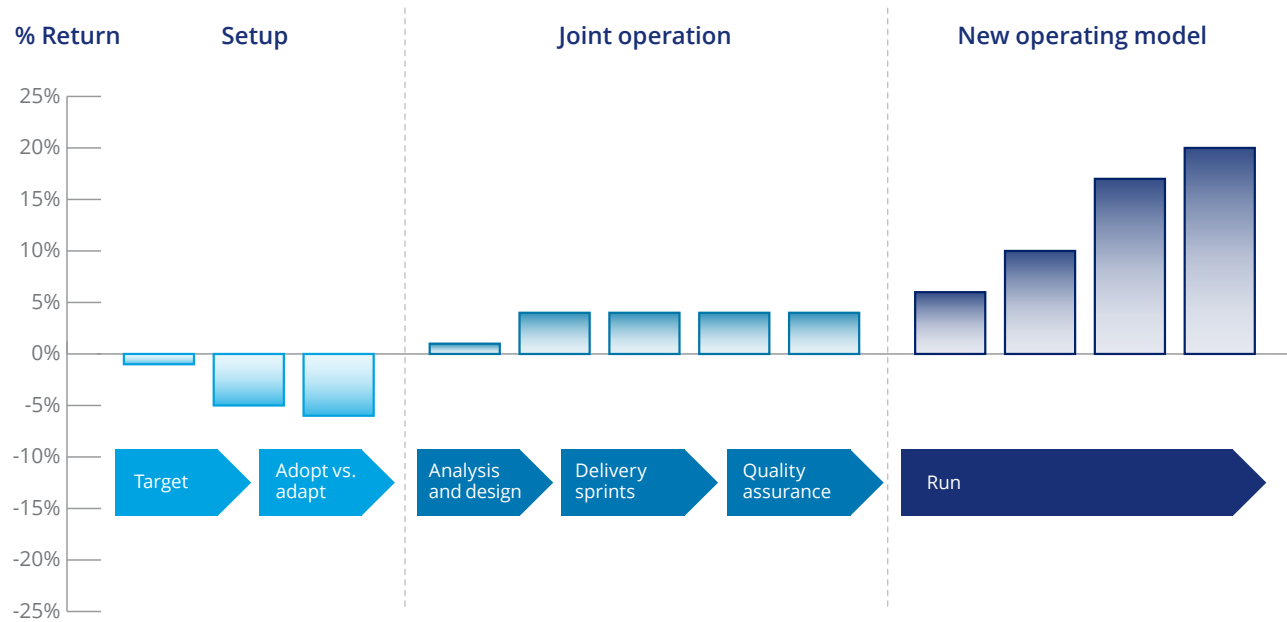 % Return
Setup
Joint operation
New operating model
25%
20%
15%
10%
5%
0%
-5%
-10%
-15%
-20%
-25%
Target
Adopt vs.
adapt
Analysis
and design
Delivery
sprints
Quality
assurance
Run